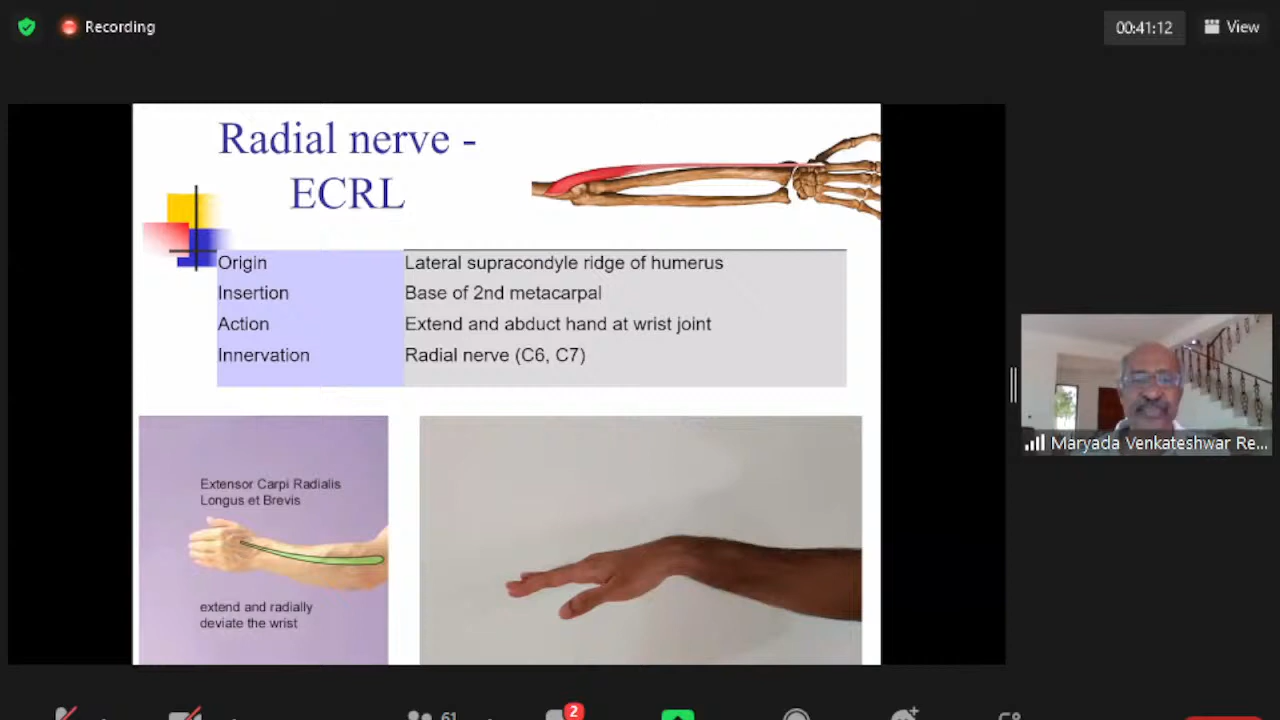 Recording
00:41:12
View
Radial nerve -
ECRL
Origin Lateral supracondyle ridge of humerus
Insertion Base of 2nd metacarpal
Action Extend and abduct hand at wrist joint
Innervation Radial nerve (C6, C7)
Extensor Carpi Radialis
Longus et Brevis
extend and radially
deviate the wrist
Maryada Venkateshwar Re...
61
2